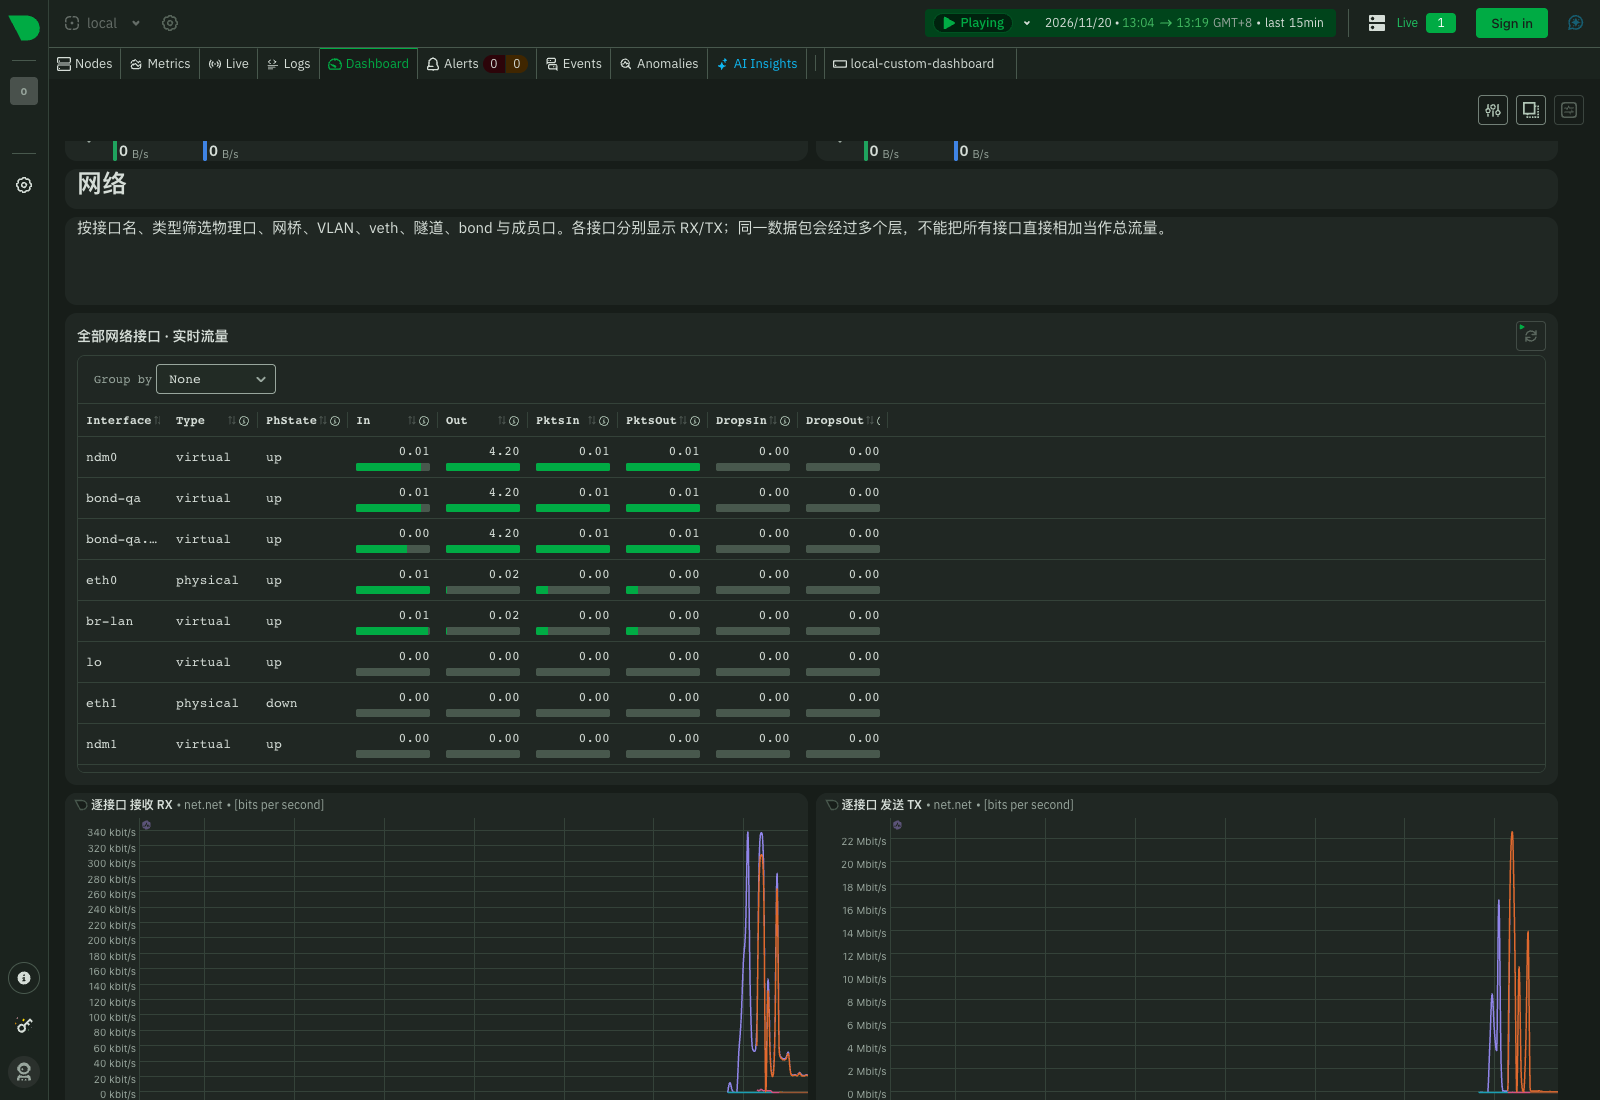 local
Playing 2026/11/20 • 13:04 → 13:19 GMT+8 • last 15min
Live 1
Sign in
Nodes
Metrics
Live
Logs
Dashboard
Alerts 0 0
Events
Anomalies
AI Insights
local-custom-dashboard
0
0 B/s 0 B/s
0 B/s 0 B/s
网络
按接口名、类型筛选物理口、网桥、VLAN、veth、隧道、bond 与成员口。各接口分别显示 RX/TX；同一数据包会经过多个层，不能把所有接口直接相加当作总流量。
全部网络接口 · 实时流量
Group by None
Interface Type PhState In Out PktsIn PktsOut DropsIn DropsOut
ndm0 virtual up 0.01 4.20 0.01 0.01 0.00 0.00
bond-qa virtual up 0.01 4.20 0.01 0.01 0.00 0.00
bond-qa.… virtual up 0.00 4.20 0.01 0.01 0.00 0.00
eth0 physical up 0.01 0.02 0.00 0.00 0.00 0.00
br-lan virtual up 0.01 0.02 0.00 0.00 0.00 0.00
lo virtual up 0.00 0.00 0.00 0.00 0.00 0.00
eth1 physical down 0.00 0.00 0.00 0.00 0.00 0.00
ndm1 virtual up 0.00 0.00 0.00 0.00 0.00 0.00
逐接口 接收 RX • net.net • [bits per second]
340 kbit/s
320 kbit/s
300 kbit/s
280 kbit/s
260 kbit/s
240 kbit/s
220 kbit/s
200 kbit/s
180 kbit/s
160 kbit/s
140 kbit/s
120 kbit/s
100 kbit/s
80 kbit/s
60 kbit/s
40 kbit/s
20 kbit/s
0 kbit/s
逐接口 发送 TX • net.net • [bits per second]
22 Mbit/s
20 Mbit/s
18 Mbit/s
16 Mbit/s
14 Mbit/s
12 Mbit/s
10 Mbit/s
8 Mbit/s
6 Mbit/s
4 Mbit/s
2 Mbit/s
0 Mbit/s